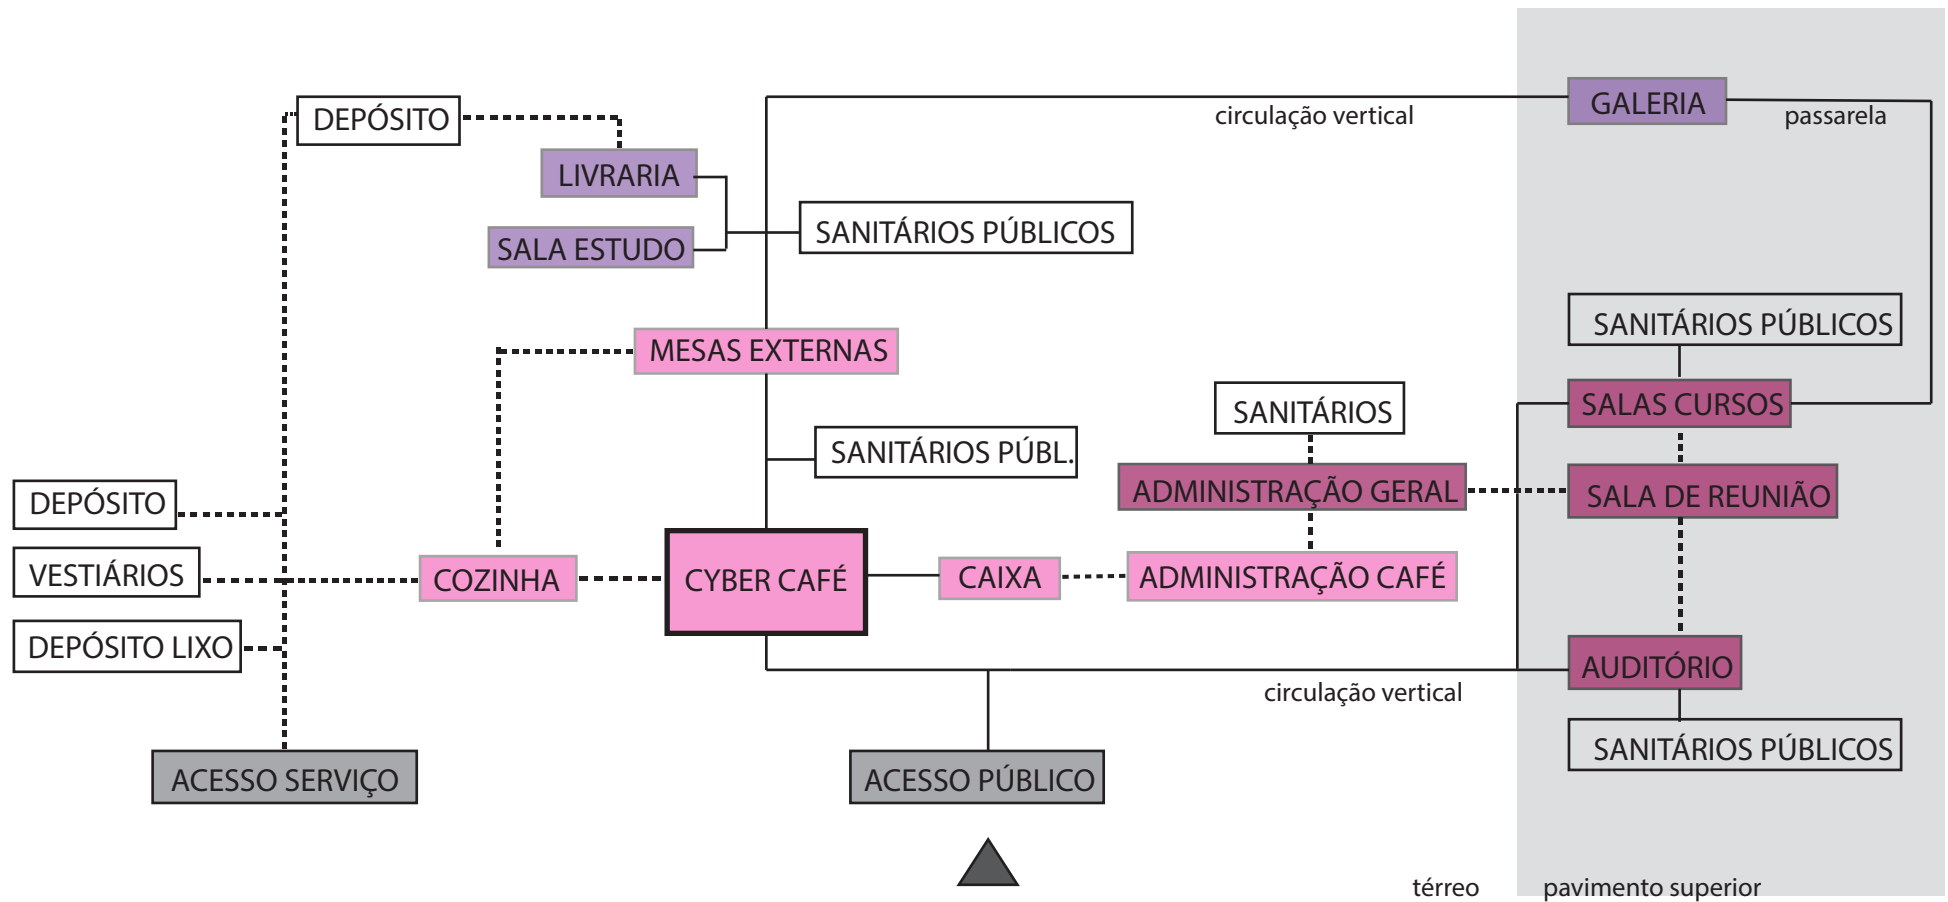 GALERIA
circulação vertical
passarela
DEPÓSITO
LIVRARIA
SANITÁRIOS PÚBLICOS
SALA ESTUDO
SANITÁRIOS PÚBLICOS
MESAS EXTERNAS
SALAS CURSOS
SANITÁRIOS
SANITÁRIOS PÚBL.
ADMINISTRAÇÃO GERAL
SALA DE REUNIÃO
DEPÓSITO
VESTIÁRIOS
COZINHA
CYBER CAFÉ
CAIXA
ADMINISTRAÇÃO CAFÉ
DEPÓSITO LIXO
AUDITÓRIO
circulação vertical
SANITÁRIOS PÚBLICOS
ACESSO SERVIÇO
ACESSO PÚBLICO
térreo
pavimento superior